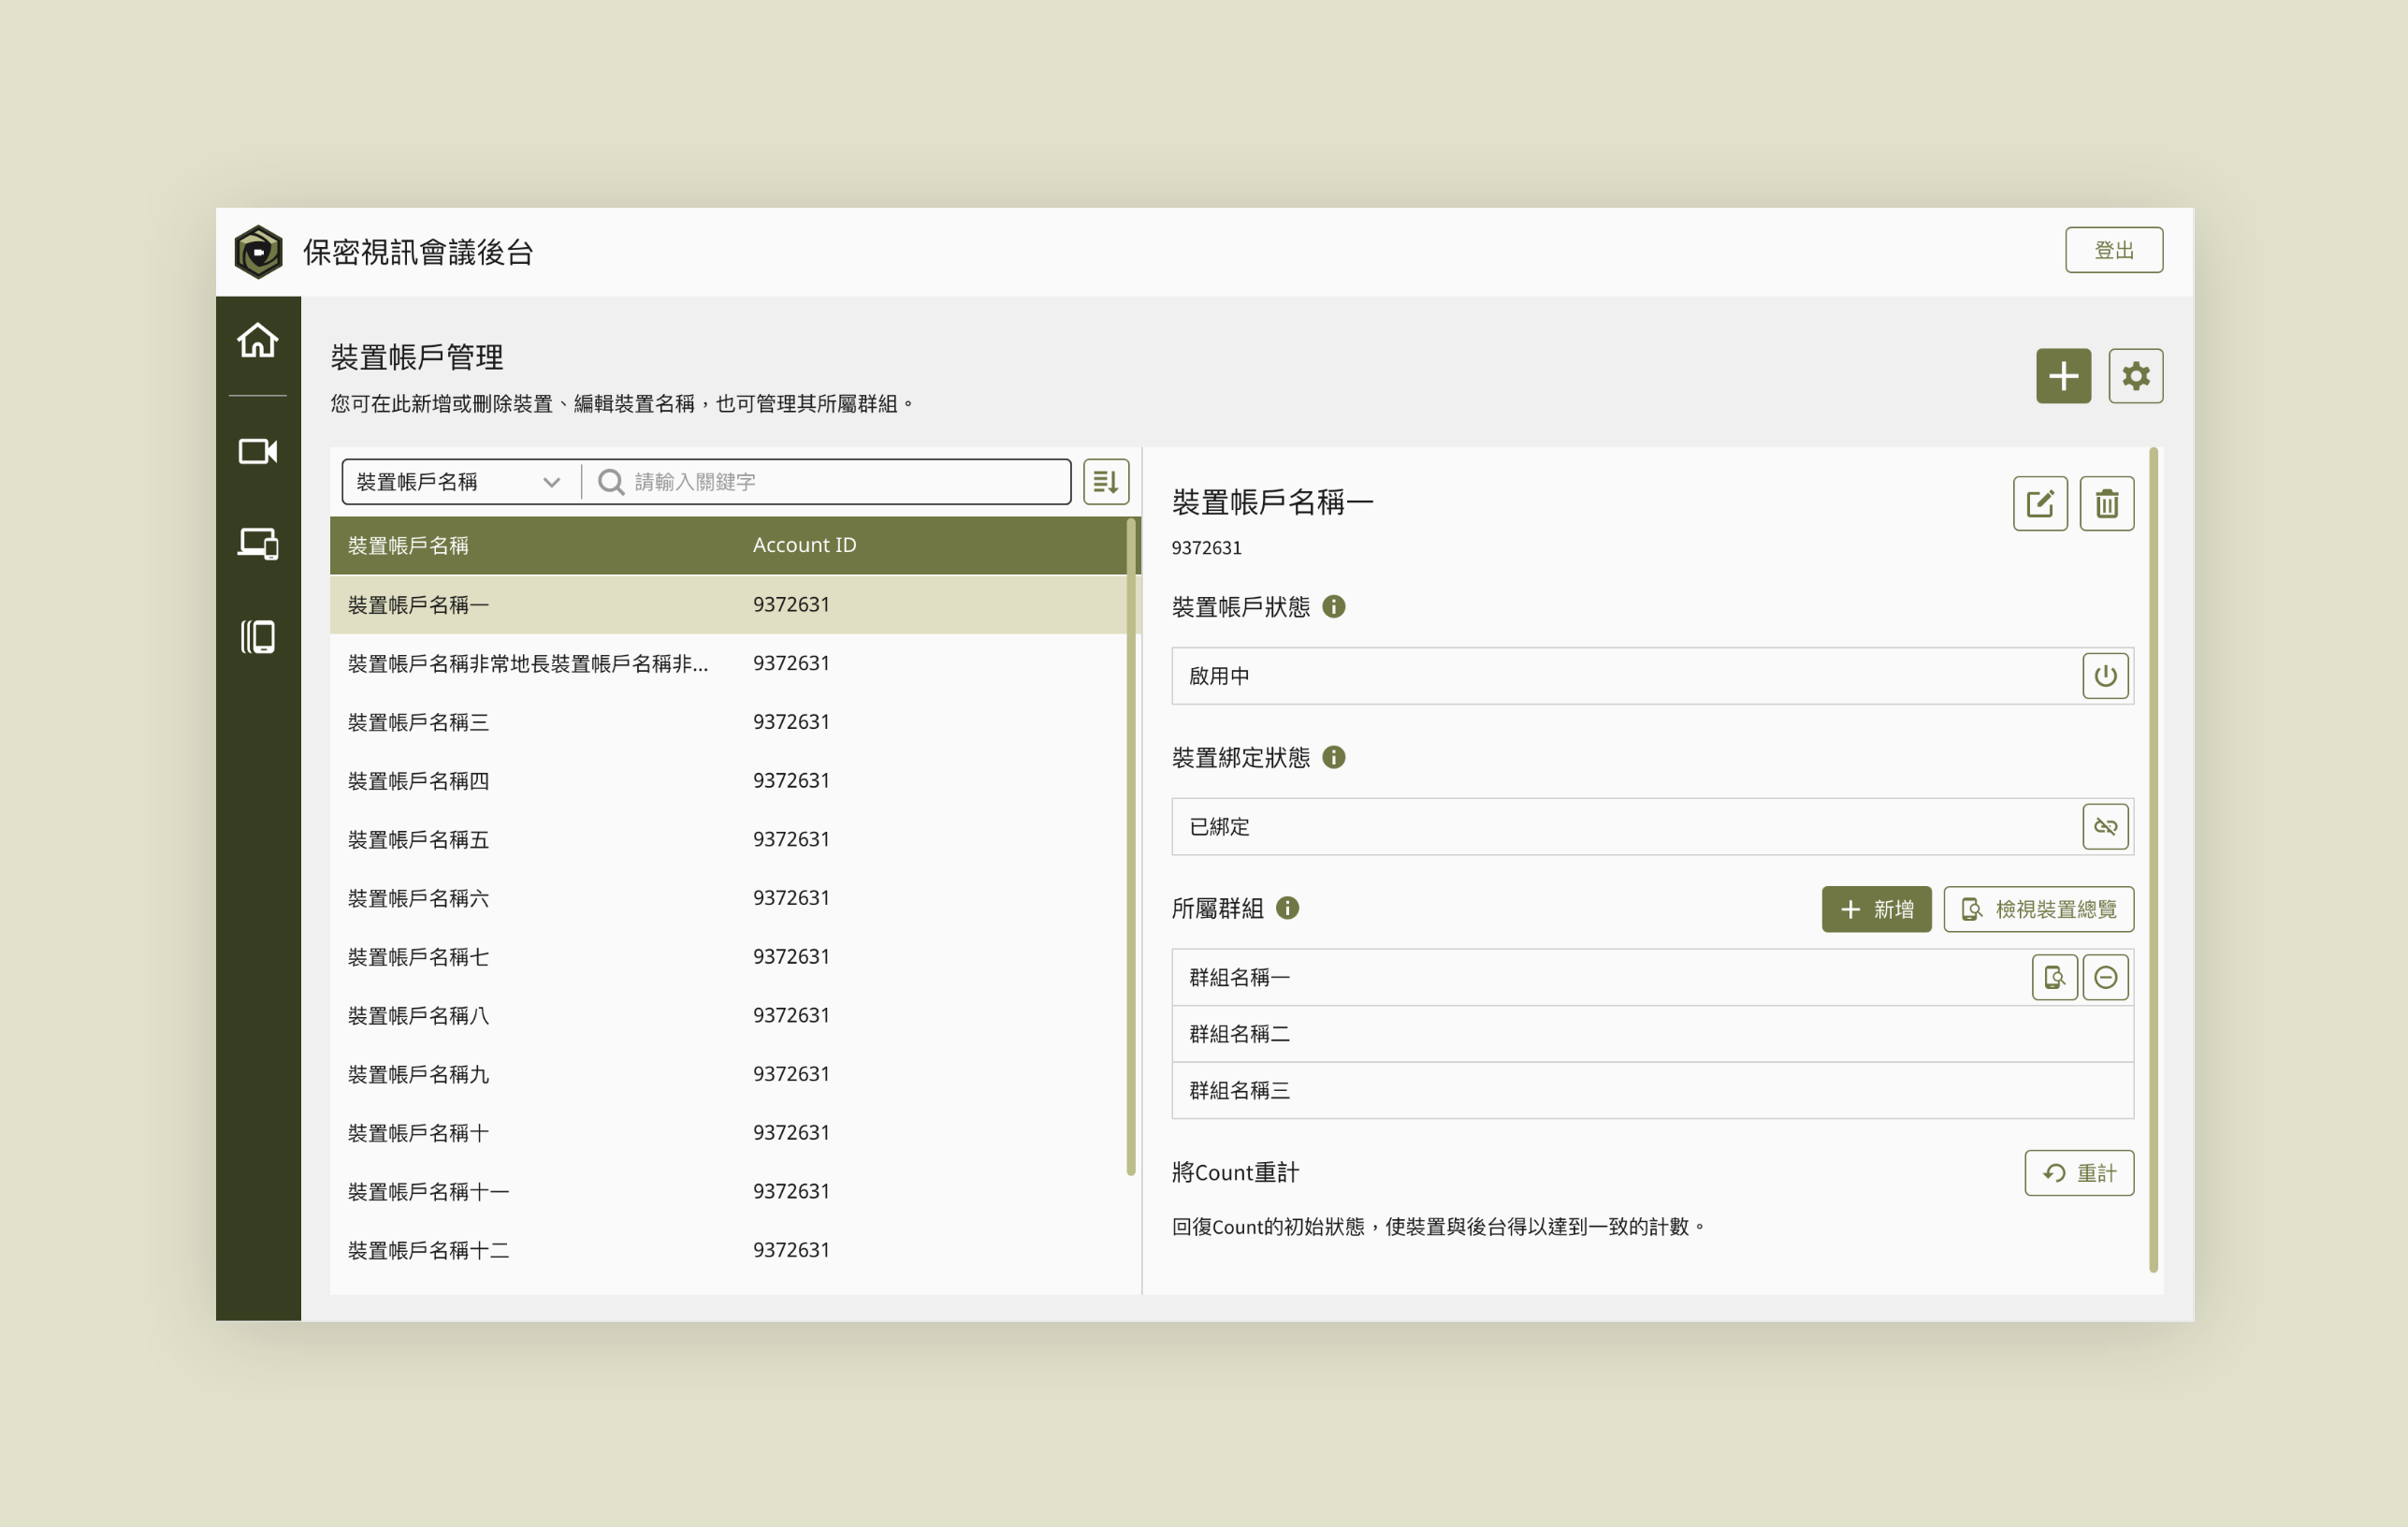 保密視訊會議後台
登出
裝置帳戶管理
您可在此新增或刪除裝置、編輯裝置名稱，也可管理其所屬群組。
裝置帳戶名稱
請輸入關鍵字
裝置帳戶名稱 Account ID
裝置帳戶名稱一 9372631
裝置帳戶名稱非常地長裝置帳戶名稱非... 9372631
裝置帳戶名稱三 9372631
裝置帳戶名稱四 9372631
裝置帳戶名稱五 9372631
裝置帳戶名稱六 9372631
裝置帳戶名稱七 9372631
裝置帳戶名稱八 9372631
裝置帳戶名稱九 9372631
裝置帳戶名稱十 9372631
裝置帳戶名稱十一 9372631
裝置帳戶名稱十二 9372631
裝置帳戶名稱一
9372631
裝置帳戶狀態
啟用中
裝置綁定狀態
已綁定
所屬群組
新增
檢視裝置總覽
群組名稱一
群組名稱二
群組名稱三
將Count重計
重計
回復Count的初始狀態，使裝置與後台得以達到一致的計數。